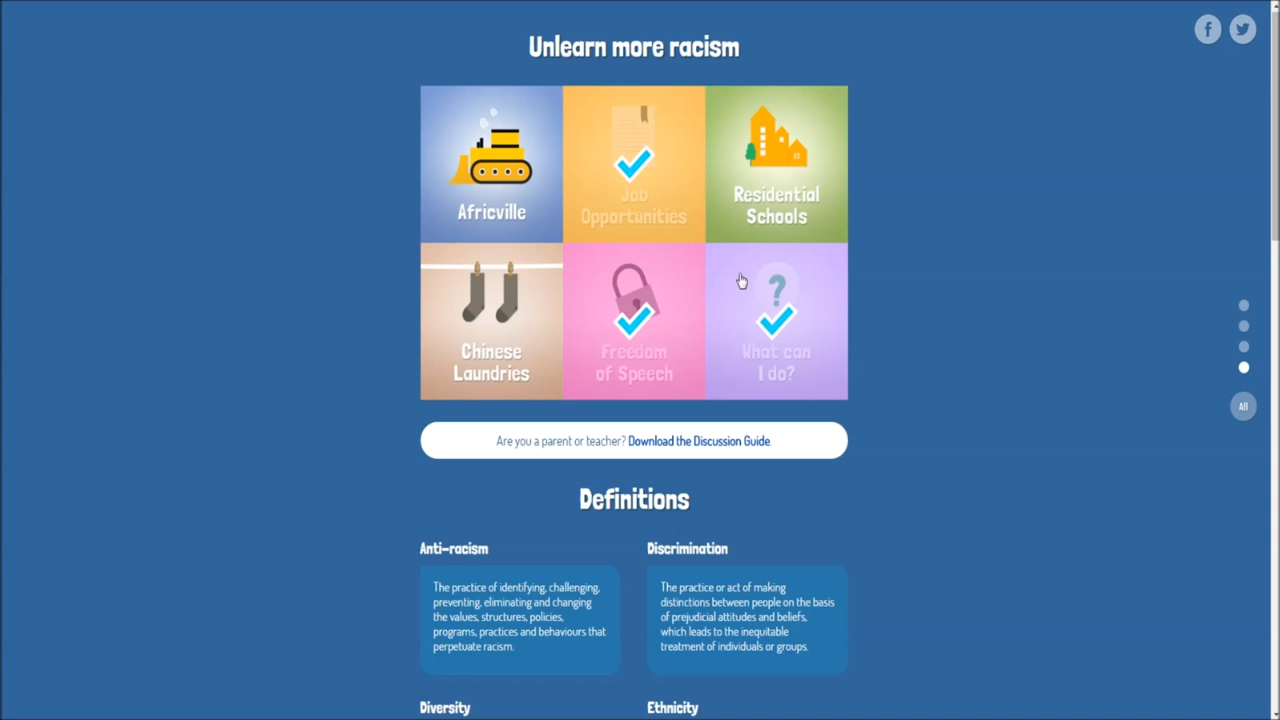 Unlearn more racism
Africville
Job
Opportunities
Residential
Schools
Chinese
Laundries
Freedom
of Speech
?
What can
I do?
All
Are you a parent or teacher? Download the Discussion Guide.
Definitions
Anti-racism
The practice of identifying, challenging,
preventing, eliminating and changing
the values, structures, policies,
programs, practices and behaviours that
perpetuate racism.
Discrimination
The practice or act of making
distinctions between people on the basis
of prejudicial attitudes and beliefs,
which leads to the inequitable
treatment of individuals or groups.
Diversity
Ethnicity